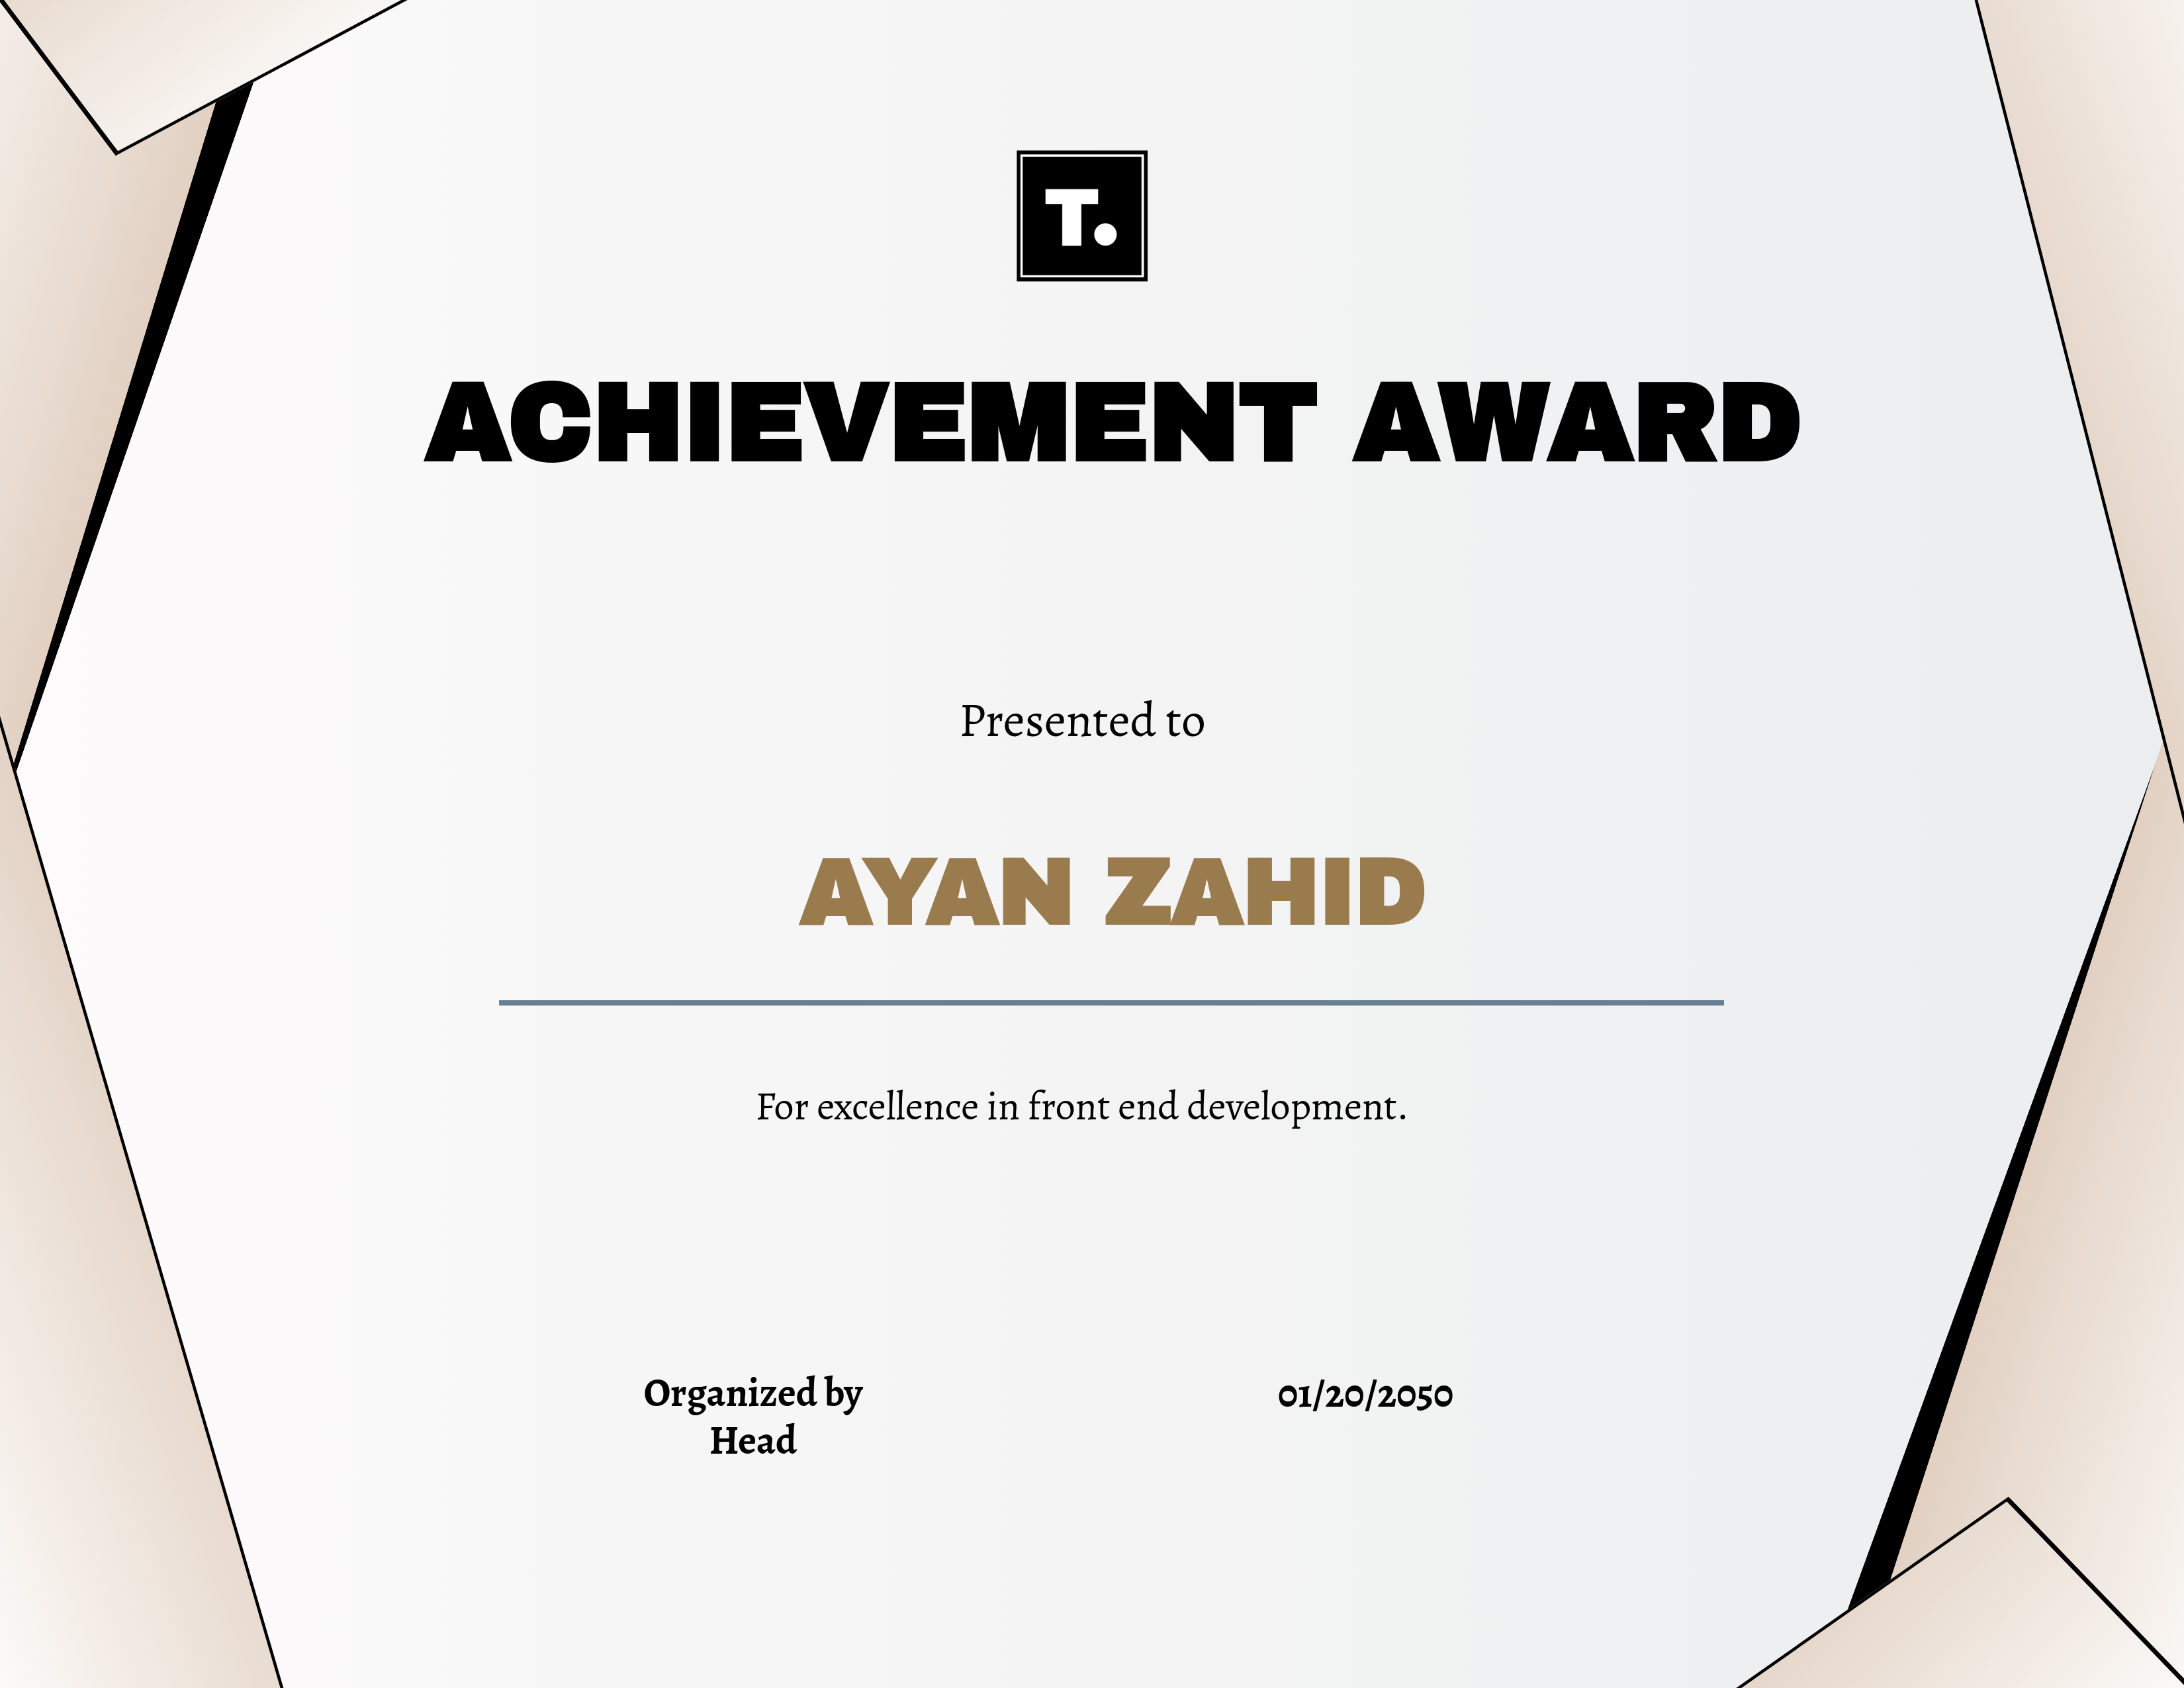 T.
ACHIEVEMENT AWARD
Presented to
AYAN ZAHID
For excellence in front end development.
Organized by
Head
01/20/2050